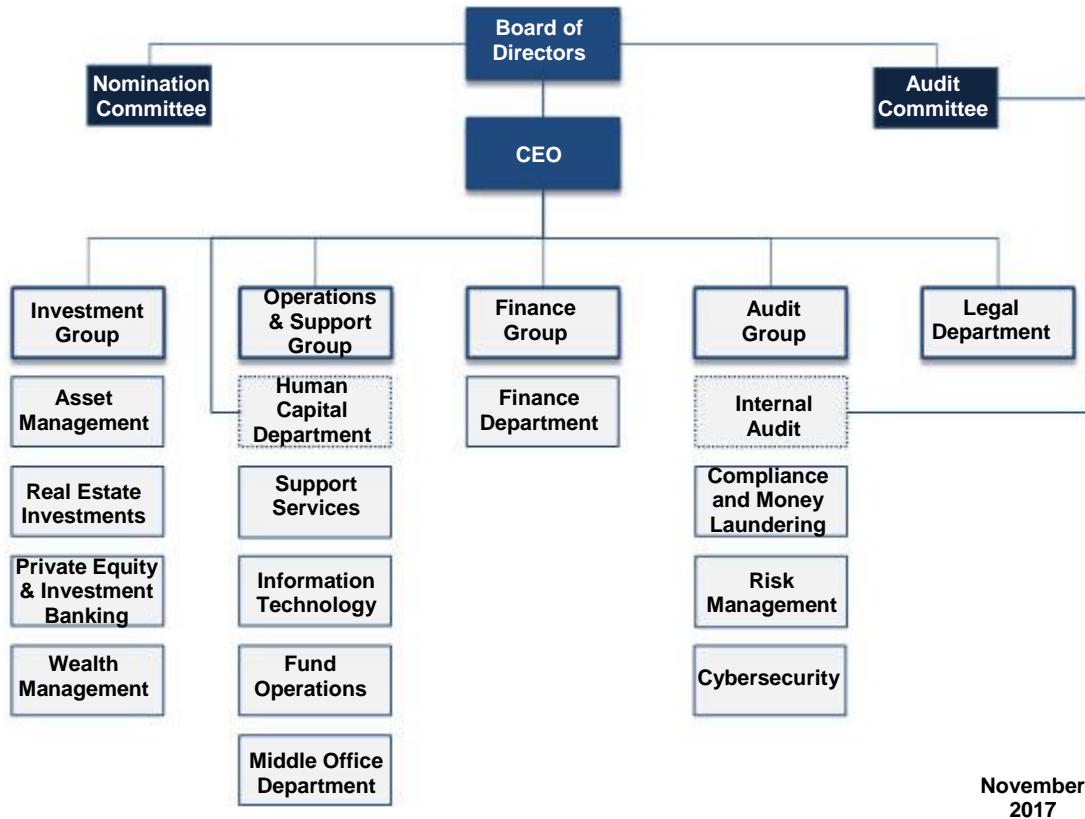 Board of
Directors
Nomination
Committee
Audit
Committee
CEO
Investment
Group
Operations
& Support
Group
Finance
Group
Audit
Group
Legal
Department
Asset
Management
Human
Capital
Department
Finance
Department
Internal
Audit
Real Estate
Investments
Support
Services
Compliance
and Money
Laundering
Private Equity
& Investment
Banking
Information
Technology
Risk
Management
Wealth
Management
Fund
Operations
Cybersecurity
Middle Office
Department
November
2017